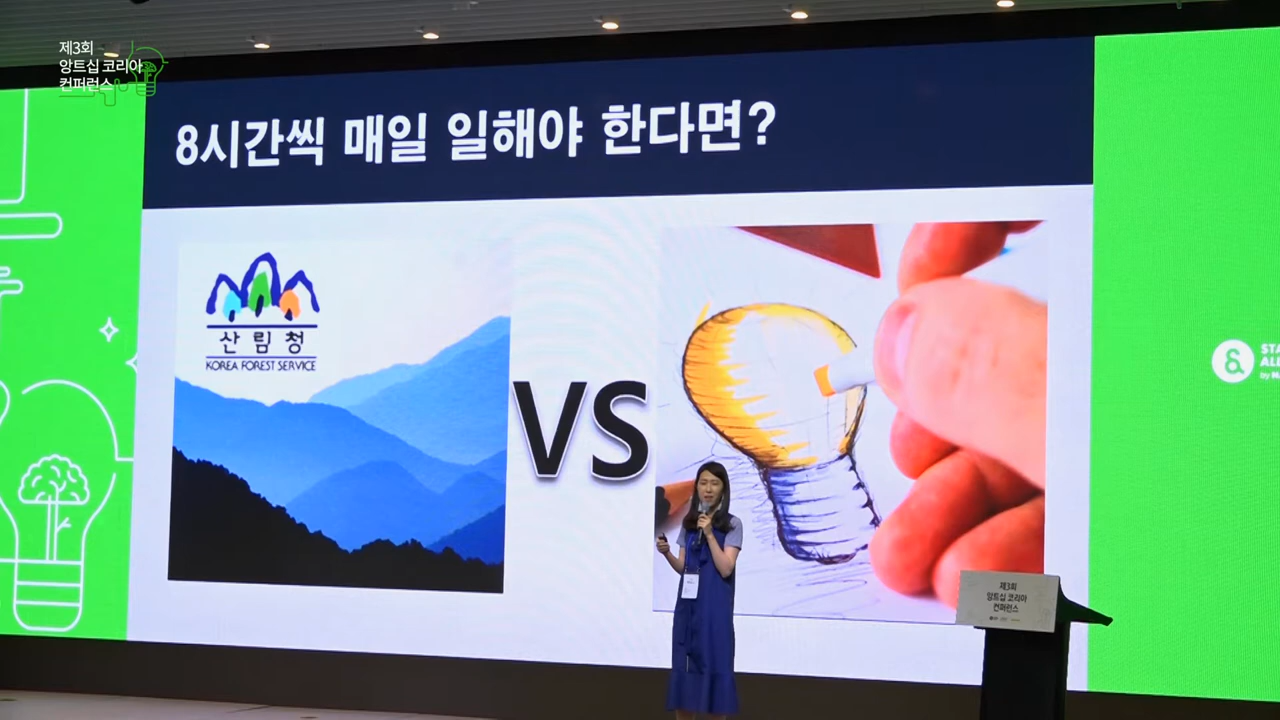 제3회
앙트십 코리아
컨퍼런스
8시간씩 매일 일해야 한다면?
산림청
KOREA FOREST SERVICE
VS
&
제3회
앙트십 코리아
컨퍼런스